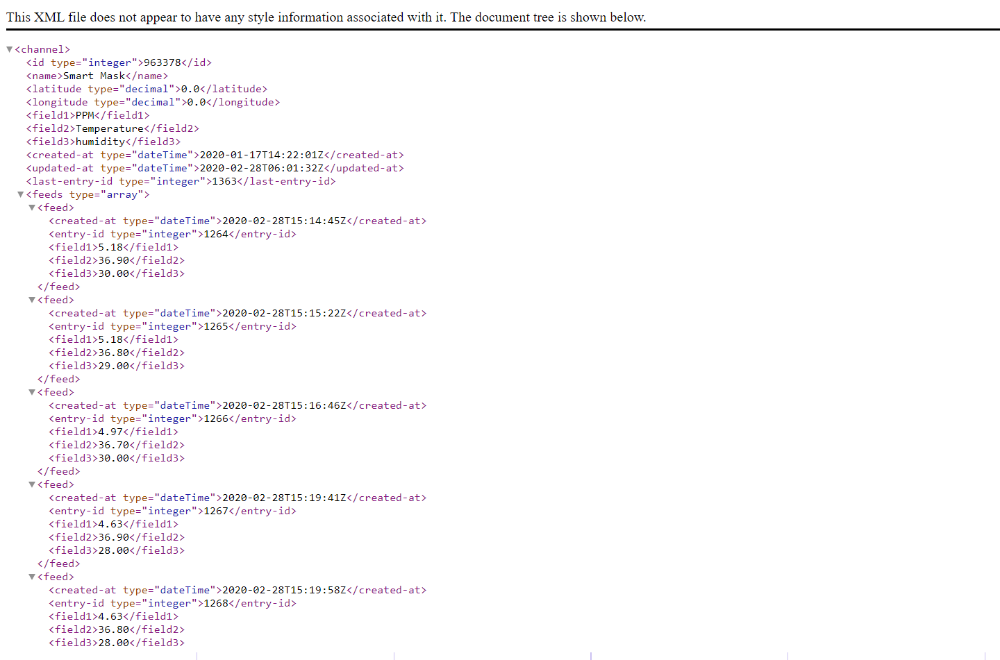 This XML file does not appear to have any style information associated with it. The document tree is shown below.
▼<channel>
<id type="integer">963378</id>
<name>Smart Mask</name>
<latitude type="decimal">0.0</latitude>
<longitude type="decimal">0.0</longitude>
<field1>PPM</field1>
<field2>Temperature</field2>
<field3>humidity</field3>
<created-at type="dateTime">2020-01-17T14:22:01Z</created-at>
<updated-at type="dateTime">2020-02-28T06:01:32Z</updated-at>
<last-entry-id type="integer">1363</last-entry-id>
▼<feeds type="array">
▼<feed>
<created-at type="dateTime">2020-02-28T15:14:45Z</created-at>
<entry-id type="integer">1264</entry-id>
<field1>5.18</field1>
<field2>36.90</field2>
<field3>30.00</field3>
</feed>
▼<feed>
<created-at type="dateTime">2020-02-28T15:15:22Z</created-at>
<entry-id type="integer">1265</entry-id>
<field1>5.18</field1>
<field2>36.80</field2>
<field3>29.00</field3>
</feed>
▼<feed>
<created-at type="dateTime">2020-02-28T15:16:46Z</created-at>
<entry-id type="integer">1266</entry-id>
<field1>4.97</field1>
<field2>36.70</field2>
<field3>30.00</field3>
</feed>
▼<feed>
<created-at type="dateTime">2020-02-28T15:19:41Z</created-at>
<entry-id type="integer">1267</entry-id>
<field1>4.63</field1>
<field2>36.90</field2>
<field3>28.00</field3>
</feed>
▼<feed>
<created-at type="dateTime">2020-02-28T15:19:58Z</created-at>
<entry-id type="integer">1268</entry-id>
<field1>4.63</field1>
<field2>36.80</field2>
<field3>28.00</field3>